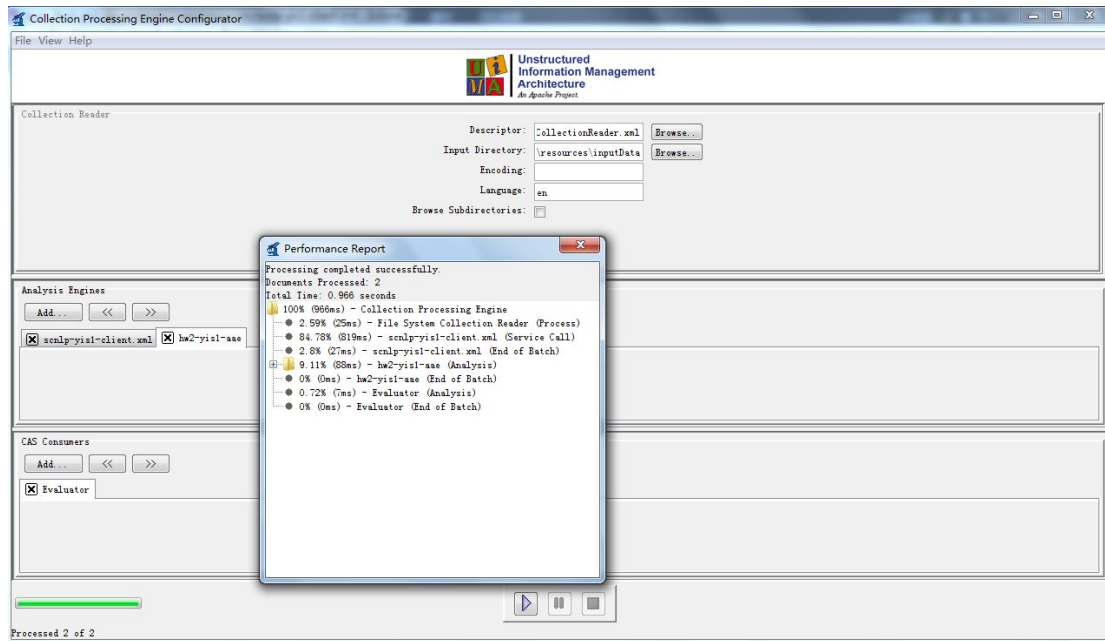 Collection Processing Engine Configurator
File View Help
UIMA
Unstructured
Information Management
Architecture
An Apache Project
Collection Reader
Descriptor: CollectionReader.xml Browse..
Input Directory: \resources\inputData Browse..
Encoding:
Language: en
Browse Subdirectories:
Performance Report
Processing completed successfully.
Documents Processed: 2
Total Time: 0.966 seconds
100% (966ms) - Collection Processing Engine
2.59% (25ms) - File System Collection Reader (Process)
84.78% (819ms) - scnlp-yis1-client.xml (Service Call)
2.8% (27ms) - scnlp-yis1-client.xml (End of Batch)
9.11% (88ms) - hw2-yis1-aae (Analysis)
0% (0ms) - hw2-yis1-aae (End of Batch)
0.72% (7ms) - Evaluator (Analysis)
0% (0ms) - Evaluator (End of Batch)
Analysis Engines
Add... << >>
scnlp-yis1-client.xml hw2-yis1-aae
CAS Consumers
Add... << >>
Evaluator
Processed 2 of 2